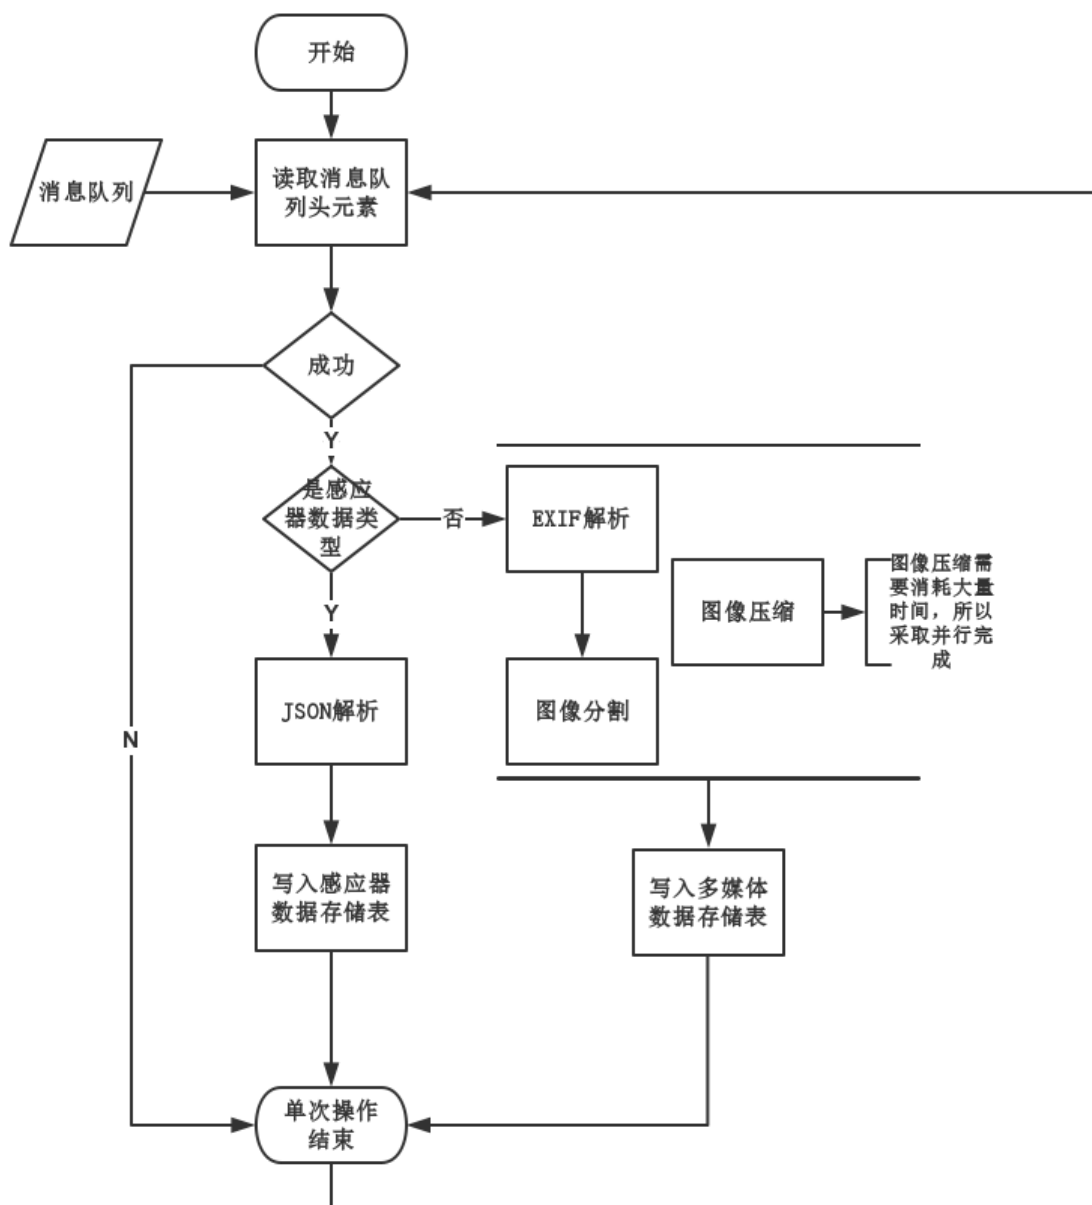 开始
消息队列
读取消息队
列头元素
成功
Y
是感应
器数据类
型
否
EXIF解析
Y
图像压缩
图像压缩需
要消耗大量
时间，所以
采取并行完
成
JSON解析
图像分割
N
写入感应器
数据存储表
写入多媒体
数据存储表
单次操作
结束